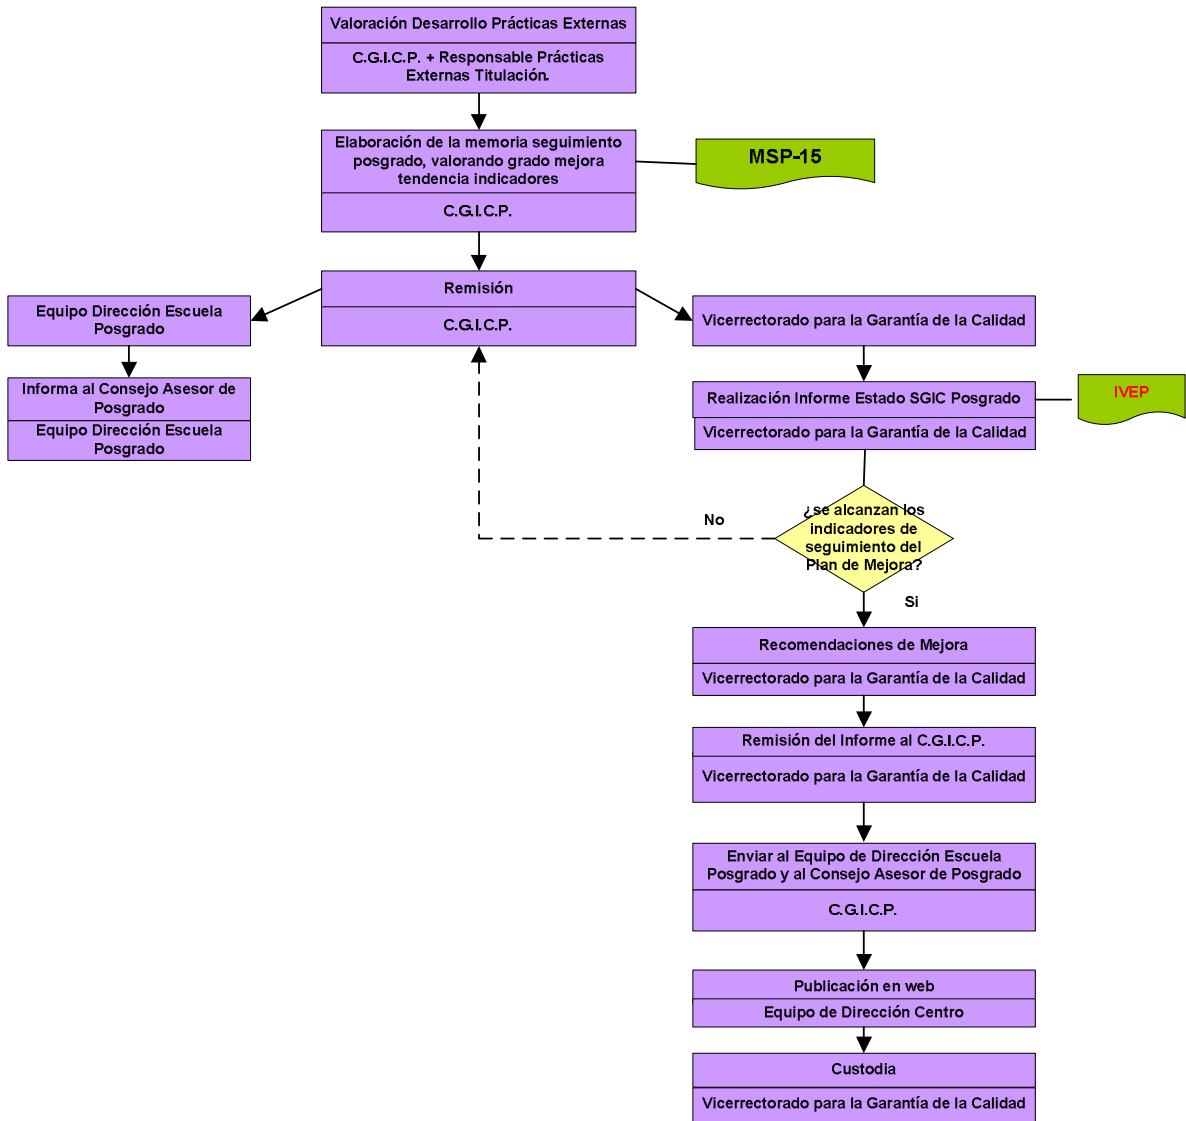 Valoración Desarrollo Prácticas Externas
C.G.I.C.P. + Responsable Prácticas
Externas Titulación.
Elaboración de la memoria seguimiento
posgrado, valorando grado mejora
tendencia indicadores
C.G.I.C.P.
MSP-15
Remisión
C.G.I.C.P.
Equipo Dirección Escuela
Posgrado
Informa al Consejo Asesor de
Posgrado
Equipo Dirección Escuela
Posgrado
Vicerrectorado para la Garantía de la Calidad
Realización Informe Estado SGIC Posgrado
Vicerrectorado para la Garantía de la Calidad
IVEP
¿se alcanzan los
indicadores de
seguimiento del
Plan de Mejora?
No
Si
Recomendaciones de Mejora
Vicerrectorado para la Garantía de la Calidad
Remisión del Informe al C.G.I.C.P.
Vicerrectorado para la Garantía de la Calidad
Enviar al Equipo de Dirección Escuela
Posgrado y al Consejo Asesor de Posgrado
C.G.I.C.P.
Publicación en web
Equipo de Dirección Centro
Custodia
Vicerrectorado para la Garantía de la Calidad